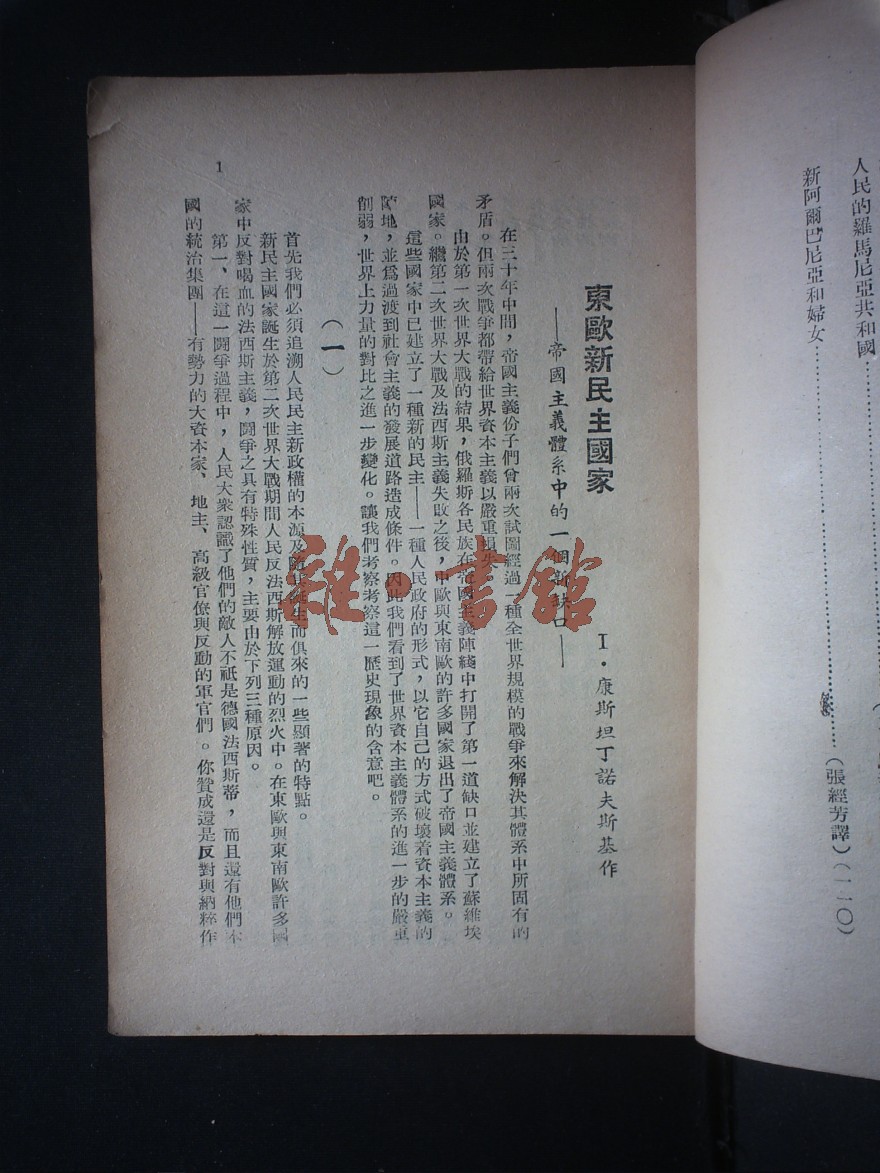 人民的羅馬尼亞共和國
新阿爾巴尼亞和婦女……(張經芳譯)(一一〇)
東歐新民主國家
——帝國主義體系中的一個新缺口——
I·康斯坦丁諾夫斯基作
在三十年中間,帝國主義份子們曾兩次試圖經過一種全世界規模的戰爭來解決其體系中所固有的
矛盾。但兩次戰爭都帶給世界資本主義以嚴重損失。
由於第一次世界大戰的結果,俄羅斯各民族在帝國主義陣綫中打開了第一道缺口並建立了蘇維埃
國家。繼第二次世界大戰及法西斯主義失敗之後,中歐與東南歐的許多國家退出了帝國主義體系。
這些國家中已建立了一種新的民主——一種人民政府的形式,以它自己的方式破壞着資本主義的
陣地,並爲過渡到社會主義的發展道路造成條件。因此我們看到了世界資本主義體系的進一步的嚴重
削弱,世界上力量的對比之進一步變化。讓我們考察考察這一歷史現象的含意吧。
(一)
首先我們必須追溯人民民主新政權的本源及隨其誕生而俱來的一些顯著的特點。
新民主國家誕生於第二次世界大戰期間人民反法西斯解放運動的烈火中。在東歐與東南歐許多國
家中反對喝血的法西斯主義,鬪爭之具有特殊性質,主要由於下列三種原因。
第一、在這一鬪爭過程中,人民大衆認識了他們的敵人不祇是德國法西斯蒂,而且還有他們本
國的統治集團——有勢力的大資本家、地主、高級官僚與反動的軍官們。你贊成還是反對與納粹作
1
雜·書館